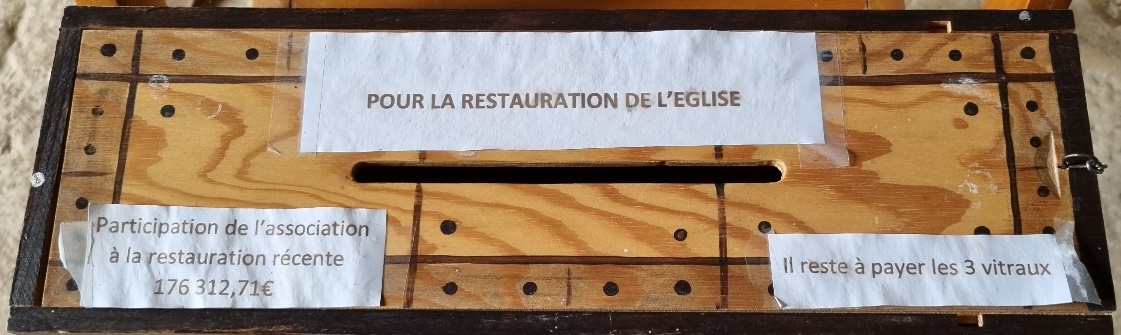 POUR LA RESTAURATION DE L'EGLISE
Participation de l'association
à la restauration récente
176 312,71€
Il reste à payer les 3 vitraux